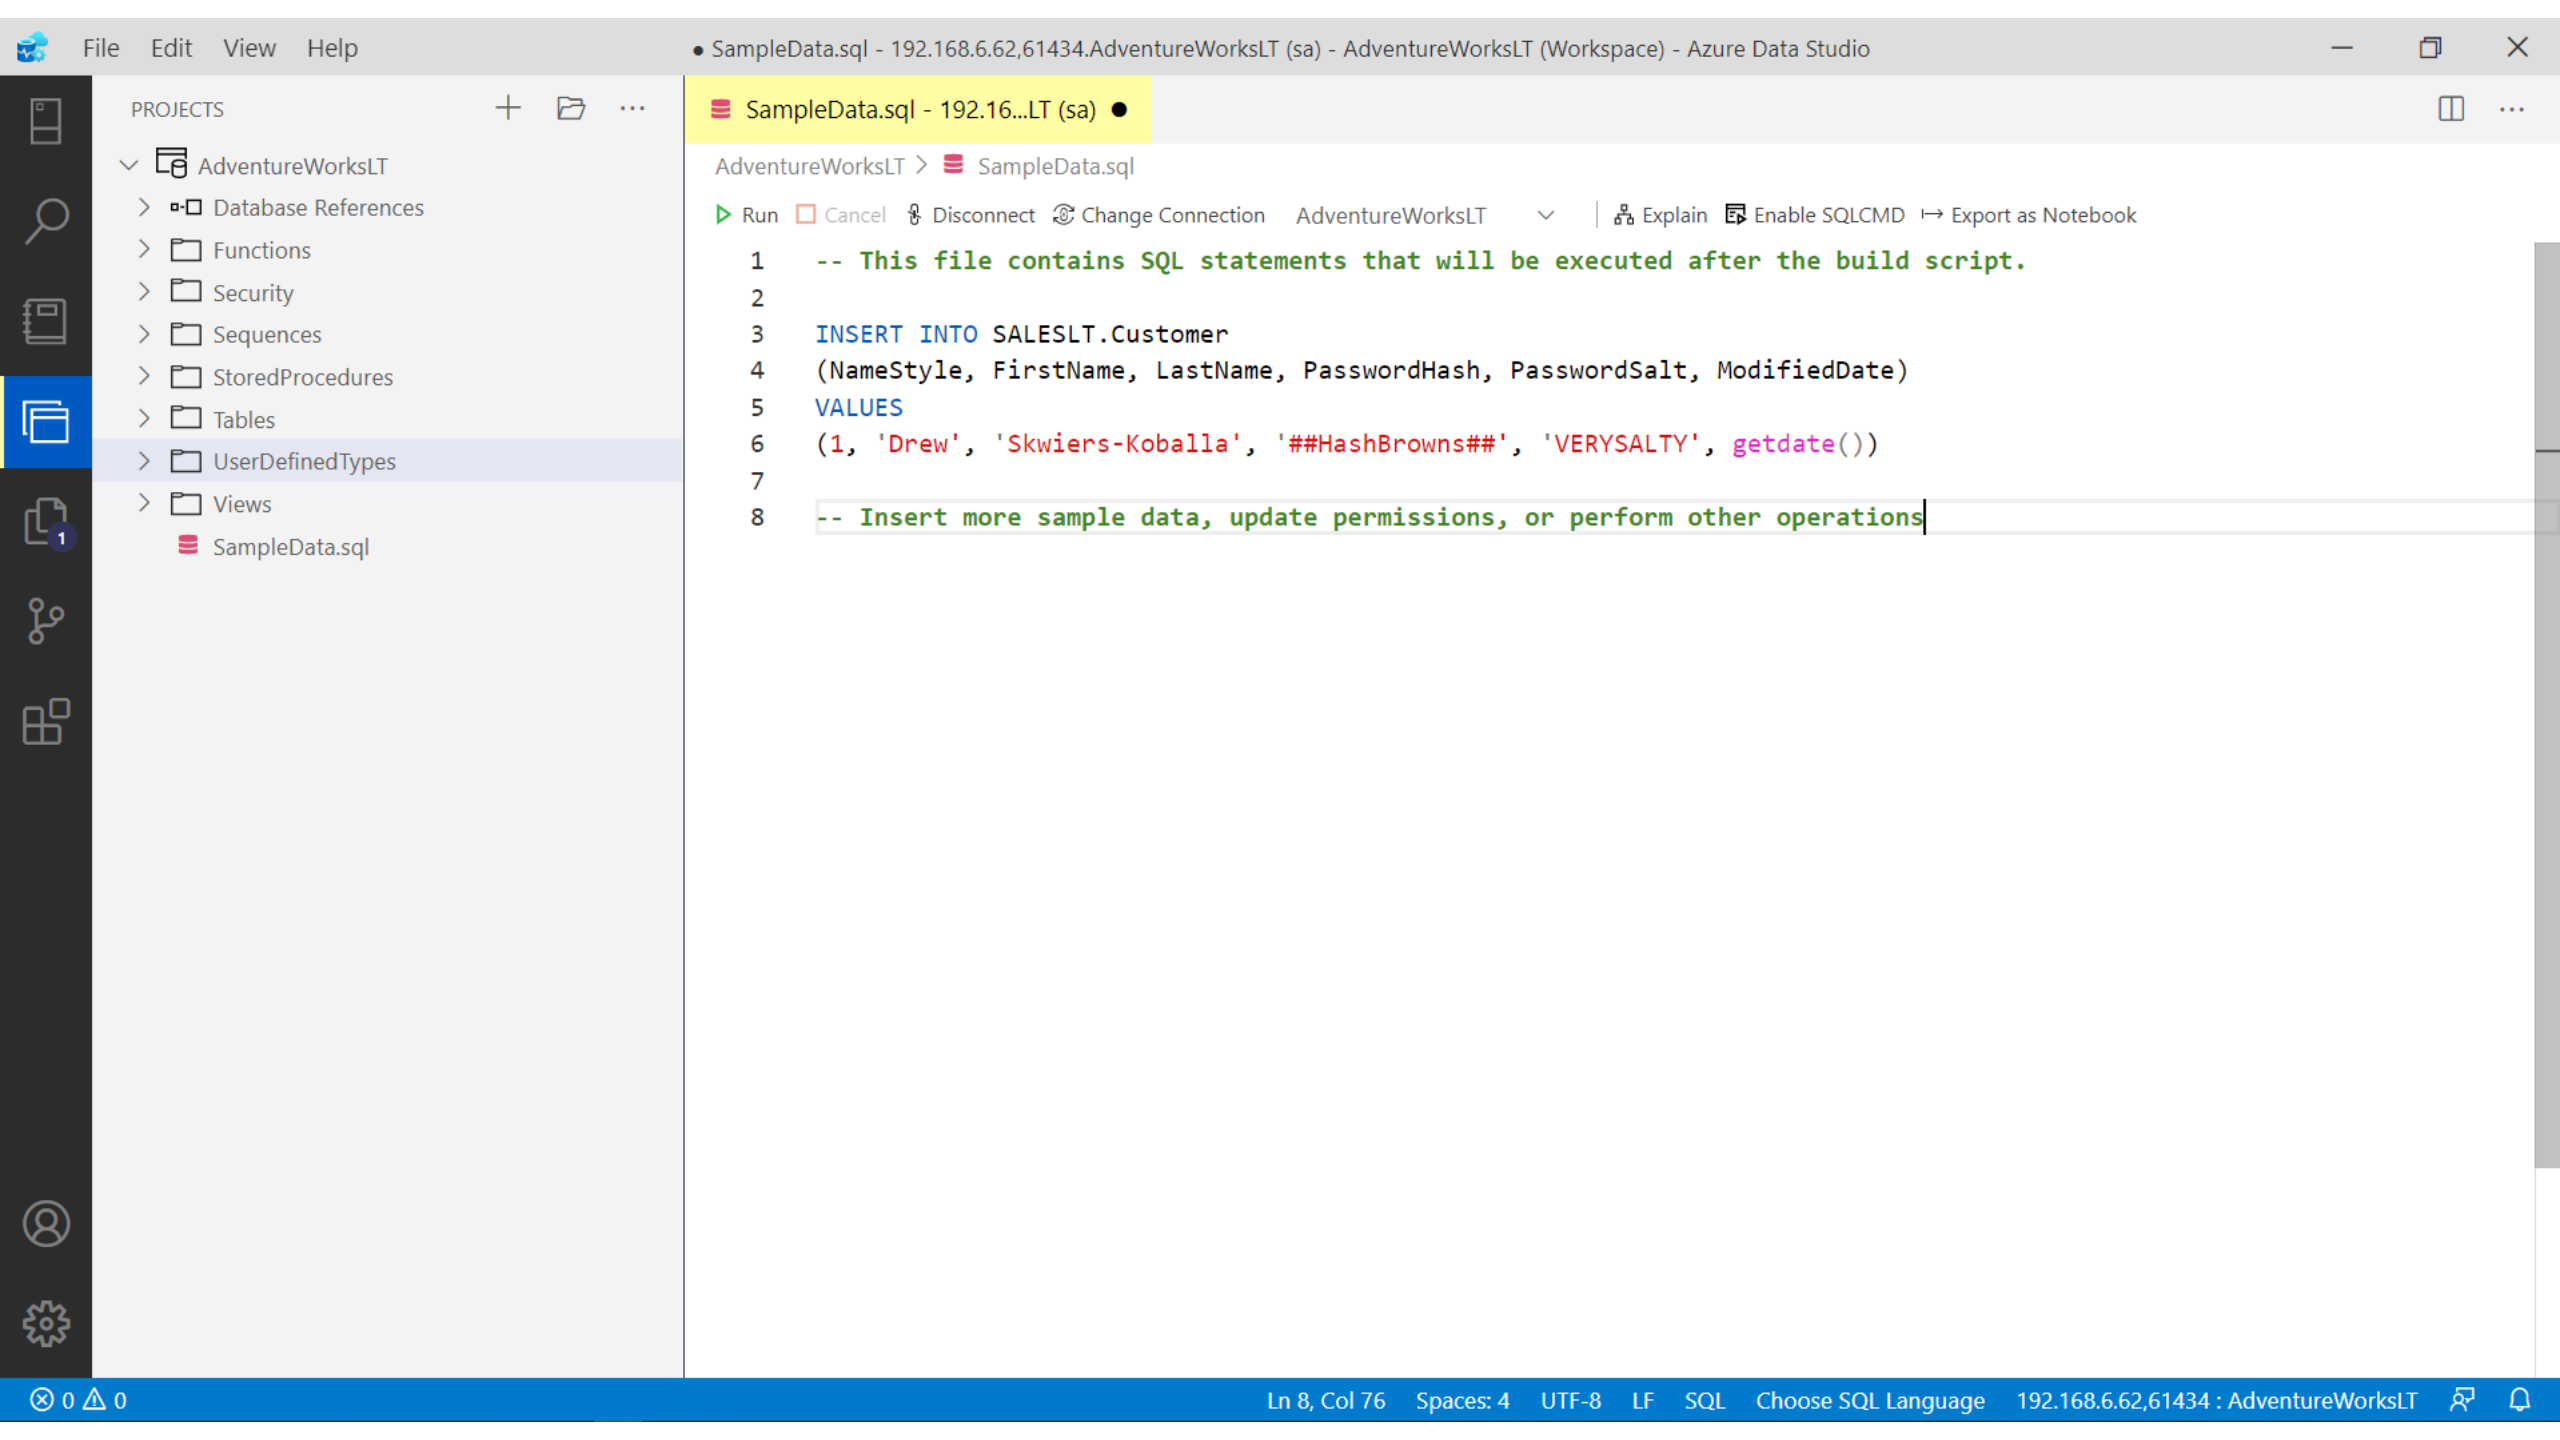 File Edit View Help
● SampleData.sql - 192.168.6.62,61434.AdventureWorksLT (sa) - AdventureWorksLT (Workspace) - Azure Data Studio
PROJECTS
AdventureWorksLT
Database References
Functions
Security
Sequences
StoredProcedures
Tables
UserDefinedTypes
Views
SampleData.sql
1
SampleData.sql - 192.16...LT (sa) ●
AdventureWorksLT > SampleData.sql
Run Cancel Disconnect Change Connection AdventureWorksLT Explain Enable SQLCMD Export as Notebook
1 -- This file contains SQL statements that will be executed after the build script.
2
3 INSERT INTO SALESLT.Customer
4 (NameStyle, FirstName, LastName, PasswordHash, PasswordSalt, ModifiedDate)
5 VALUES
6 (1, 'Drew', 'Skwiers-Koballa', '##HashBrowns##', 'VERYSALTY', getdate())
7
8 -- Insert more sample data, update permissions, or perform other operations
0 0 Ln 8, Col 76 Spaces: 4 UTF-8 LF SQL Choose SQL Language 192.168.6.62,61434 : AdventureWorksLT